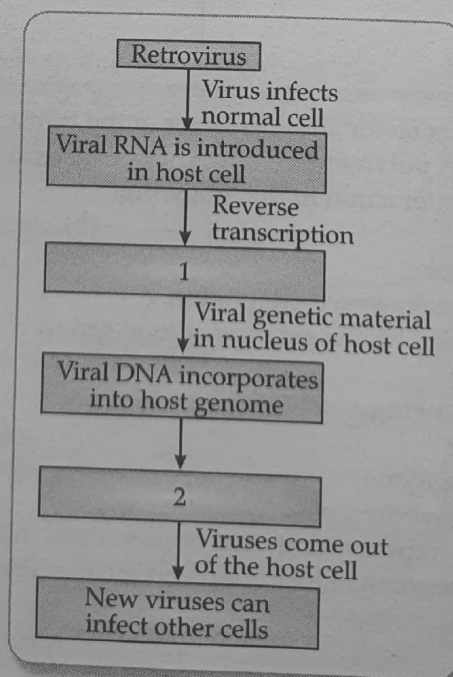 Retrovirus
Virus infects
normal cell
Viral RNA is introduced
in host cell
Reverse
transcription
1
Viral genetic material
in nucleus of host cell
Viral DNA incorporates
into host genome
2
Viruses come out
of the host cell
New viruses can
infect other cells